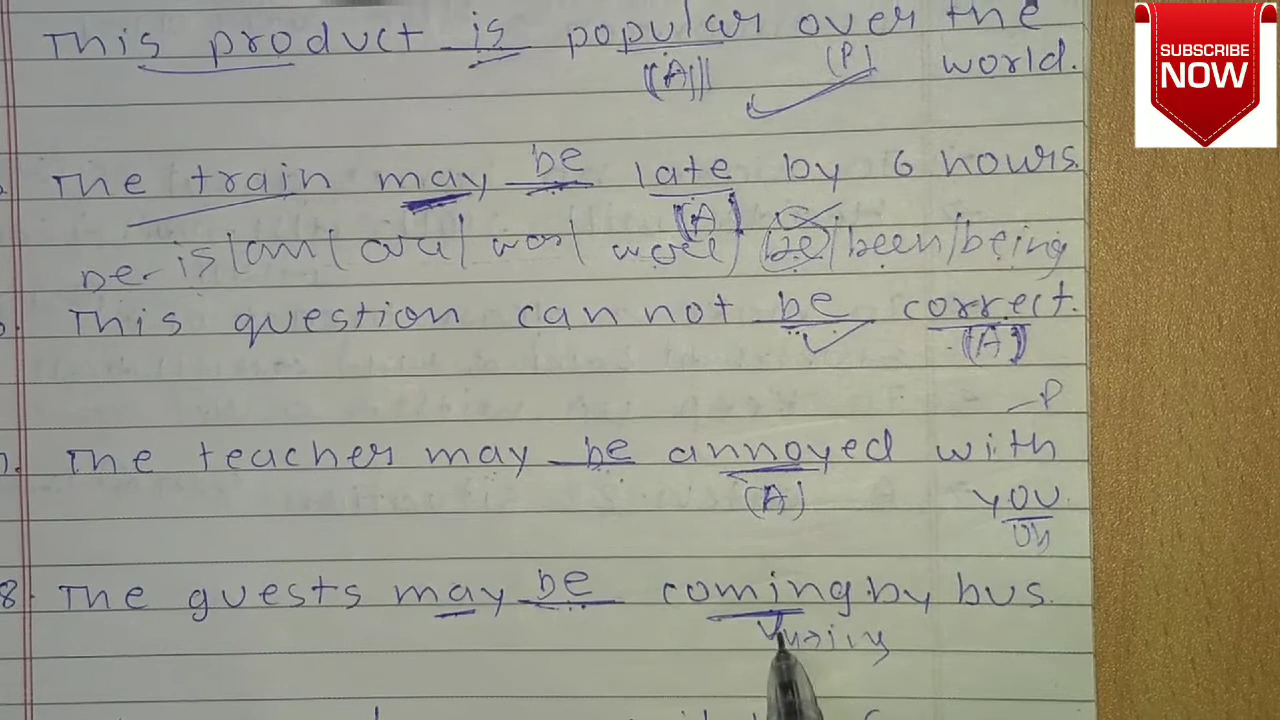 This product is popular over the
(A) (P) world.
SUBSCRIBE
NOW
The train may be late by 6 hours.
(A)
be - is/am/are/was/were/be/been/being
This question can not be correct.
(A)
P
The teacher may be annoyed with
(A) you.
8. The guests may be coming by bus.